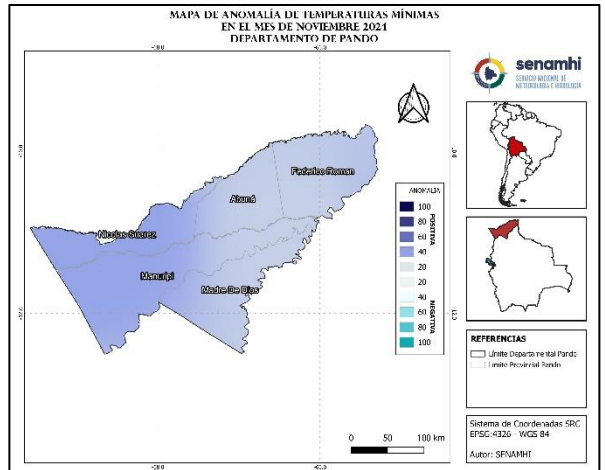 MAPA DE ANOMALÍA DE TEMPERATURAS MÍNIMAS
EN EL MES DE NOVIEMBRE 2021
DEPARTAMENTO DE PANDO
senamhi
SERVICIO NACIONAL DE
METEOROLOGÍA E HIDROLOGÍA
Federico Roman
Abuná
Nicolas Suarez
Manuripi
Madre De Dios
ANOMALIA
100
80
60
40
20
20
40
60
80
100
POSITIVA
NEGATIVA
0 50 100 km
REFERENCIAS
Límite Departamental Pando
Limite Provincial Pando
Sistema de Coordenadas SRC
EPSG:4326 - WGS 84
Autor: SENAMHI